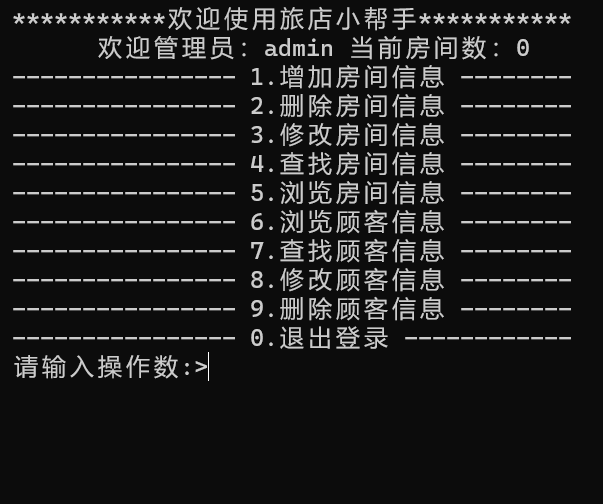 ***********欢迎使用旅店小帮手***********
欢迎管理员：admin 当前房间数：0
---------------- 1.增加房间信息 --------
---------------- 2.删除房间信息 --------
---------------- 3.修改房间信息 --------
---------------- 4.查找房间信息 --------
---------------- 5.浏览房间信息 --------
---------------- 6.浏览顾客信息 --------
---------------- 7.查找顾客信息 --------
---------------- 8.修改顾客信息 --------
---------------- 9.删除顾客信息 --------
---------------- 0.退出登录 ------------
请输入操作数:>